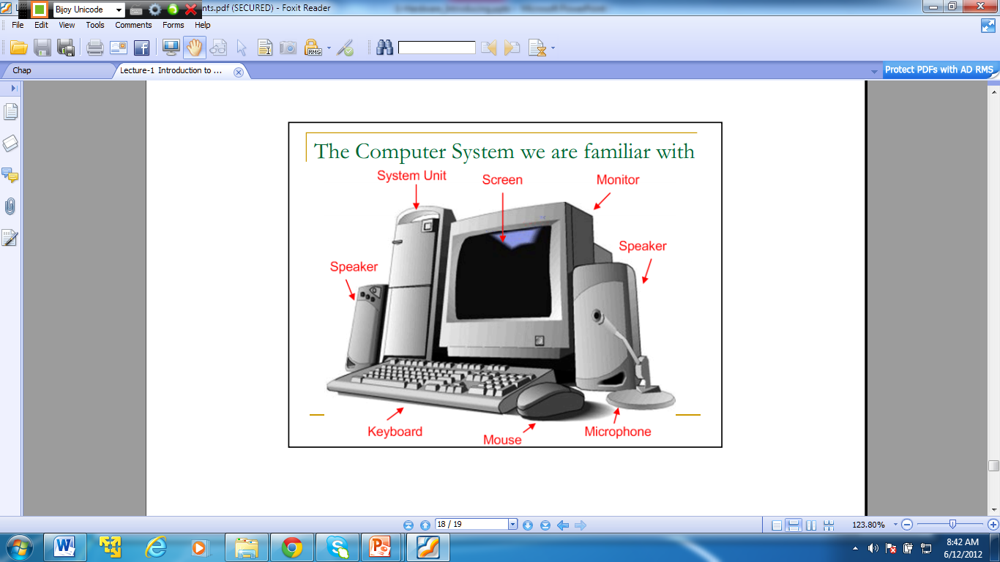 Bijoy Unicode
nts.pdf (SECURED) - Foxit Reader
File Edit View Tools Comments Forms Help
RMS
Chap
Lecture-1 Introduction to ...
Protect PDFs with AD RMS
The Computer System we are familiar with
System Unit
Screen
Monitor
Speaker
Speaker
Keyboard
Mouse
Microphone
18 / 19
123.80%
8:42 AM
6/12/2012